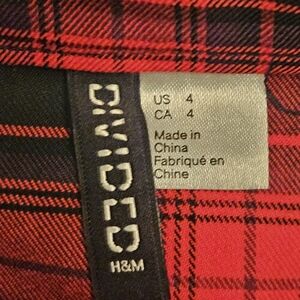 DIVIDED
H&M
US 4
CA 4
Made in
China
Fabriqué en
Chine